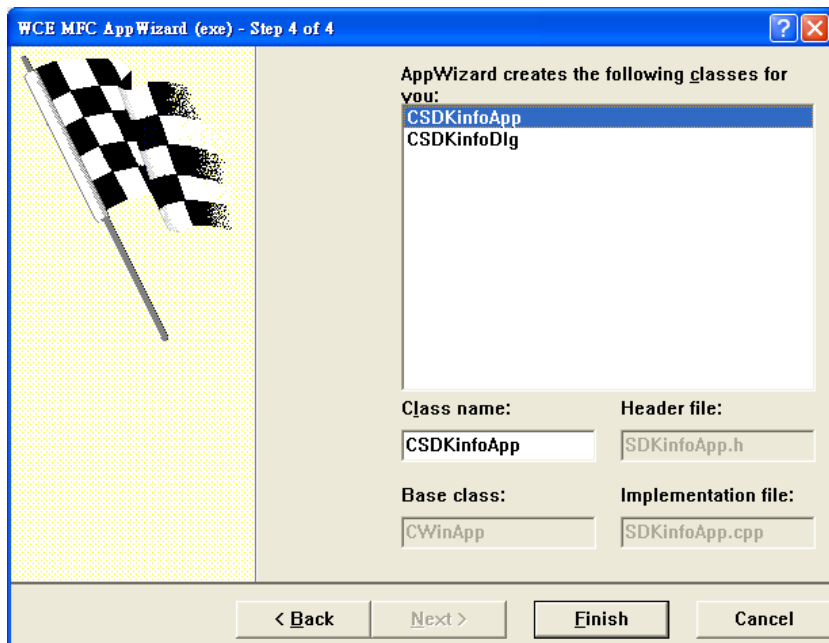 WCE MFC AppWizard (exe) - Step 4 of 4
AppWizard creates the following classes for
you:
CSDKinfoApp
CSDKinfoDlg
Class name:
Header file:
CSDKinfoApp
SDKinfoApp.h
Base class:
Implementation file:
CWinApp
SDKinfoApp.cpp
< Back
Next >
Finish
Cancel